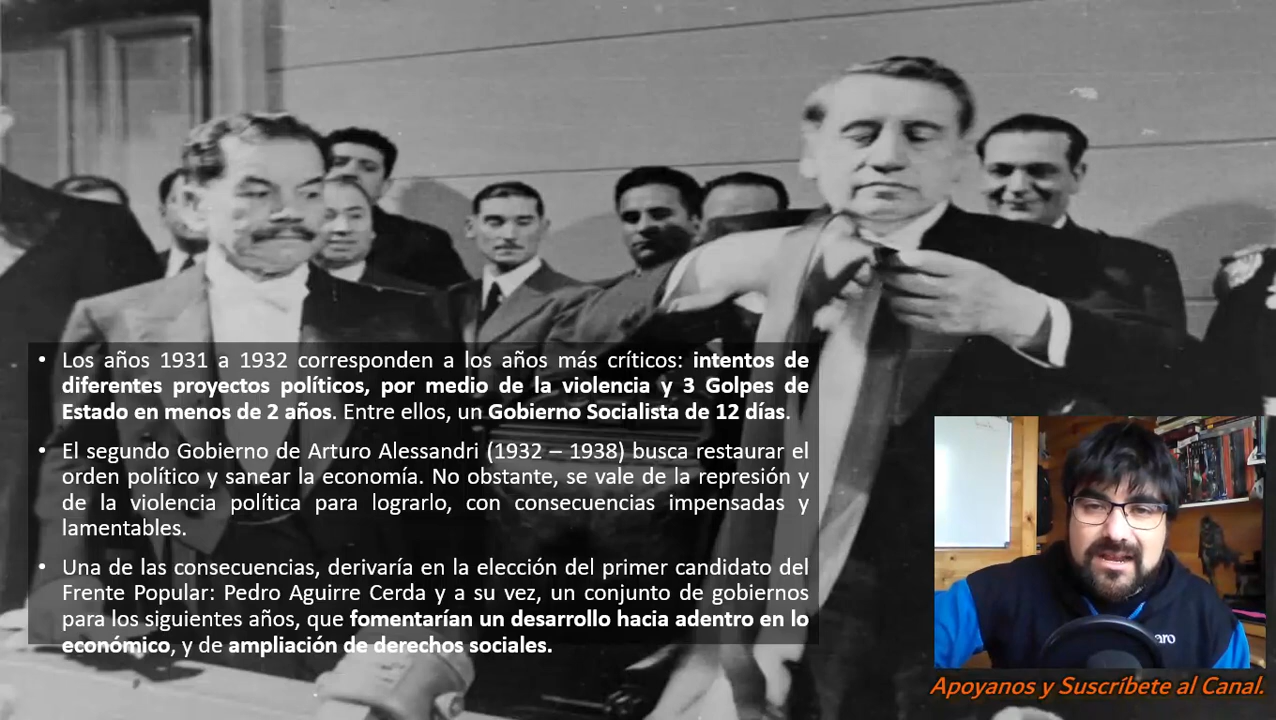 • Los años 1931 a 1932 corresponden a los años más críticos: intentos de
diferentes proyectos políticos, por medio de la violencia y 3 Golpes de
Estado en menos de 2 años. Entre ellos, un Gobierno Socialista de 12 días.
• El segundo Gobierno de Arturo Alessandri (1932 – 1938) busca restaurar el
orden político y sanear la economía. No obstante, se vale de la represión y
de la violencia política para lograrlo, con consecuencias impensadas y
lamentables.
• Una de las consecuencias, derivaría en la elección del primer candidato del
Frente Popular: Pedro Aguirre Cerda y a su vez, un conjunto de gobiernos
para los siguientes años, que fomentarían un desarrollo hacia adentro en lo
económico, y de ampliación de derechos sociales.
Apoyanos y Suscríbete al Canal.